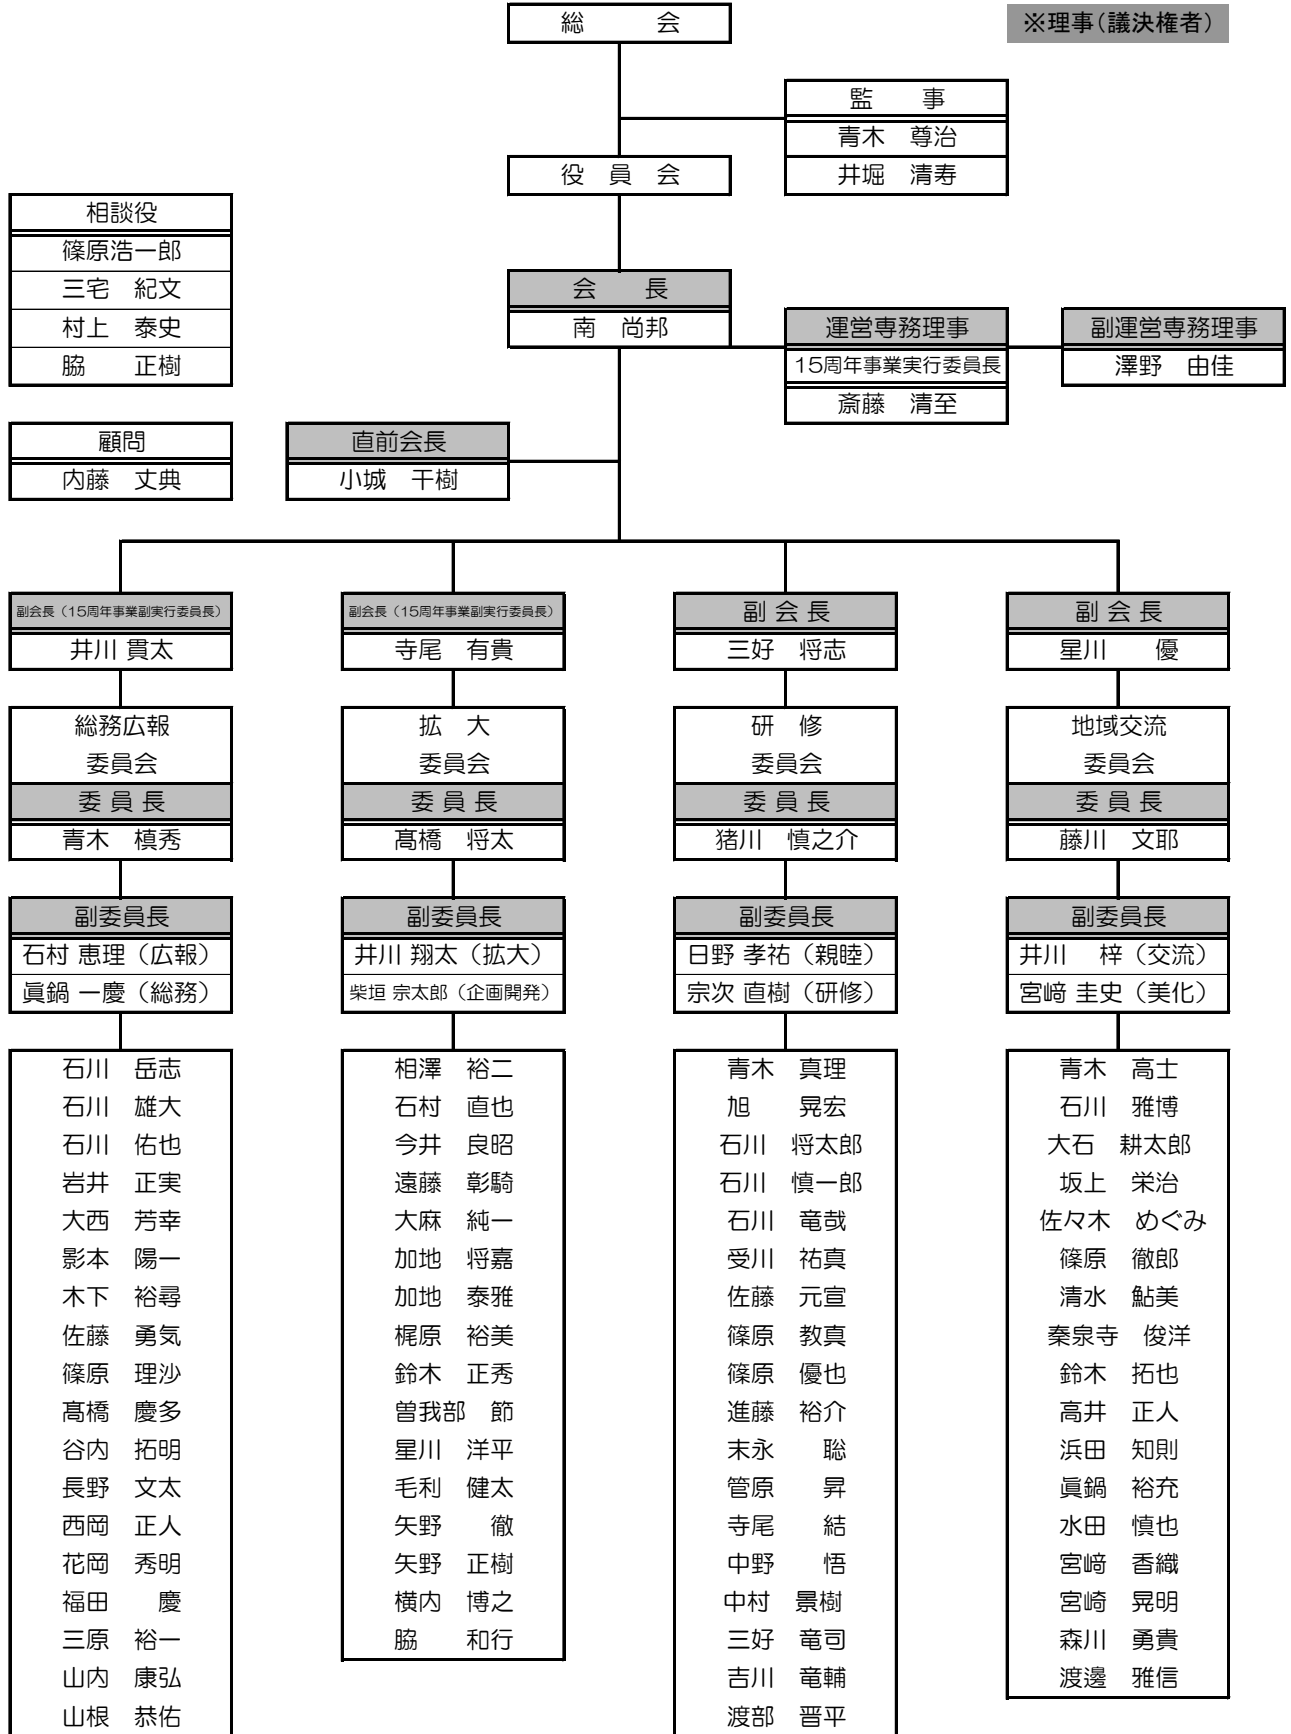 総　会
※理事（議決権者）
監　事
青木　尊治
井堀　清寿
役　員　会
相談役
篠原浩一郎
三宅　紀文
村上　泰史
脇　正樹
会　長
南　尚邦
運営専務理事
15周年事業実行委員長
斎藤　清至
副運営専務理事
澤野　由佳
顧問
内藤　丈典
直前会長
小城　干樹
副会長（15周年事業副実行委員長）
井川 貫太
総務広報
委員会
委 員 長
青木　槙秀
副委員長
石村 恵理（広報）
眞鍋 一慶（総務）
石川　岳志
石川　雄大
石川　佑也
岩井　正実
大西　芳幸
影本　陽一
木下　裕尋
佐藤　勇気
篠原　理沙
髙橋　慶多
谷内　拓明
長野　文太
西岡　正人
花岡　秀明
福田　慶
三原　裕一
山内　康弘
山根　恭佑
副会長（15周年事業副実行委員長）
寺尾　有貴
拡　大
委員会
委 員 長
髙橋　将太
副委員長
井川 翔太（拡大）
柴垣 宗太郎（企画開発）
相澤　裕二
石村　直也
今井　良昭
遠藤　彰騎
大麻　純一
加地　将嘉
加地　泰雅
梶原　裕美
鈴木　正秀
曽我部　節
星川　洋平
毛利　健太
矢野　徹
矢野　正樹
横内　博之
脇　和行
副 会 長
三好　将志
研　修
委員会
委 員 長
猪川　慎之介
副委員長
日野 孝祐（親睦）
宗次 直樹（研修）
青木　真理
旭　晃宏
石川　将太郎
石川　慎一郎
石川　竜哉
受川　祐真
佐藤　元宣
篠原　教真
篠原　優也
進藤　裕介
末永　聡
管原　昇
寺尾　結
中野　悟
中村　景樹
三好　竜司
吉川　竜輔
渡部　晋平
副 会 長
星川　優
地域交流
委員会
委 員 長
藤川　文耶
副委員長
井川　梓（交流）
宮﨑 圭史（美化）
青木　高士
石川　雅博
大石　耕太郎
坂上　栄治
佐々木　めぐみ
篠原　徹郎
清水　鮎美
秦泉寺　俊洋
鈴木　拓也
高井　正人
浜田　知則
眞鍋　裕充
水田　慎也
宮﨑　香織
宮崎　晃明
森川　勇貴
渡邊　雅信